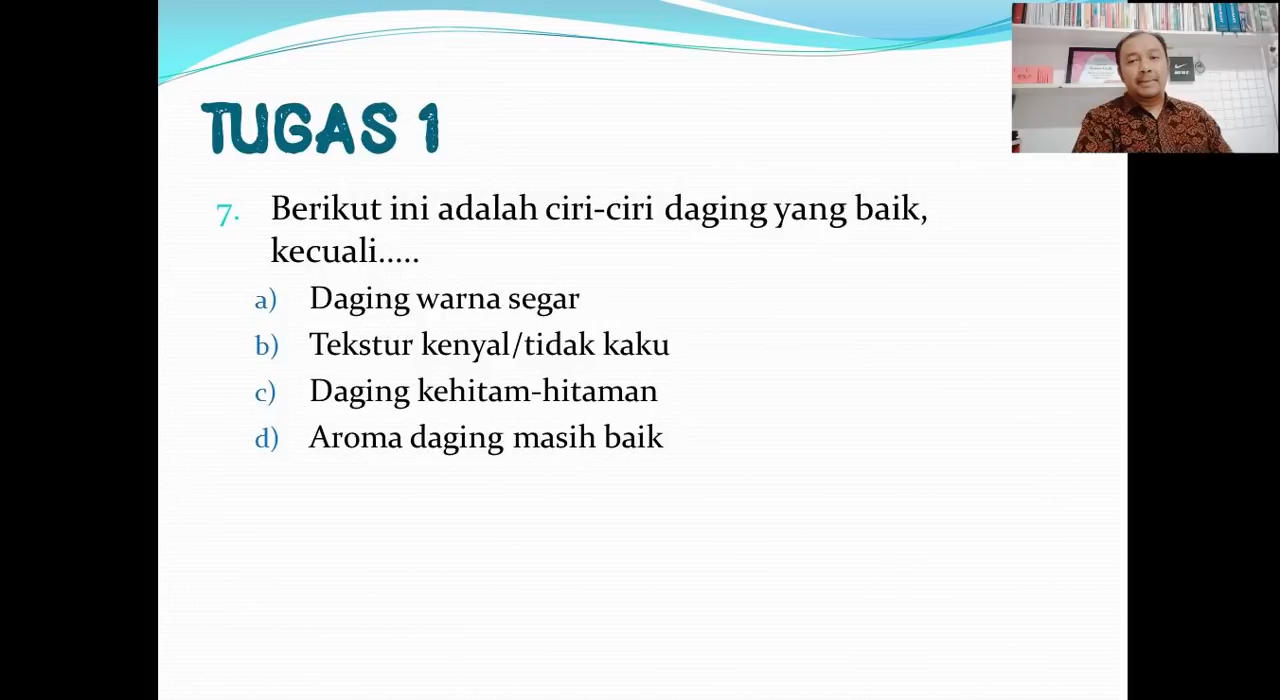 TUGAS 1
7. Berikut ini adalah ciri-ciri daging yang baik,
kecuali.....
a) Daging warna segar
b) Tekstur kenyal/tidak kaku
c) Daging kehitam-hitaman
d) Aroma daging masih baik